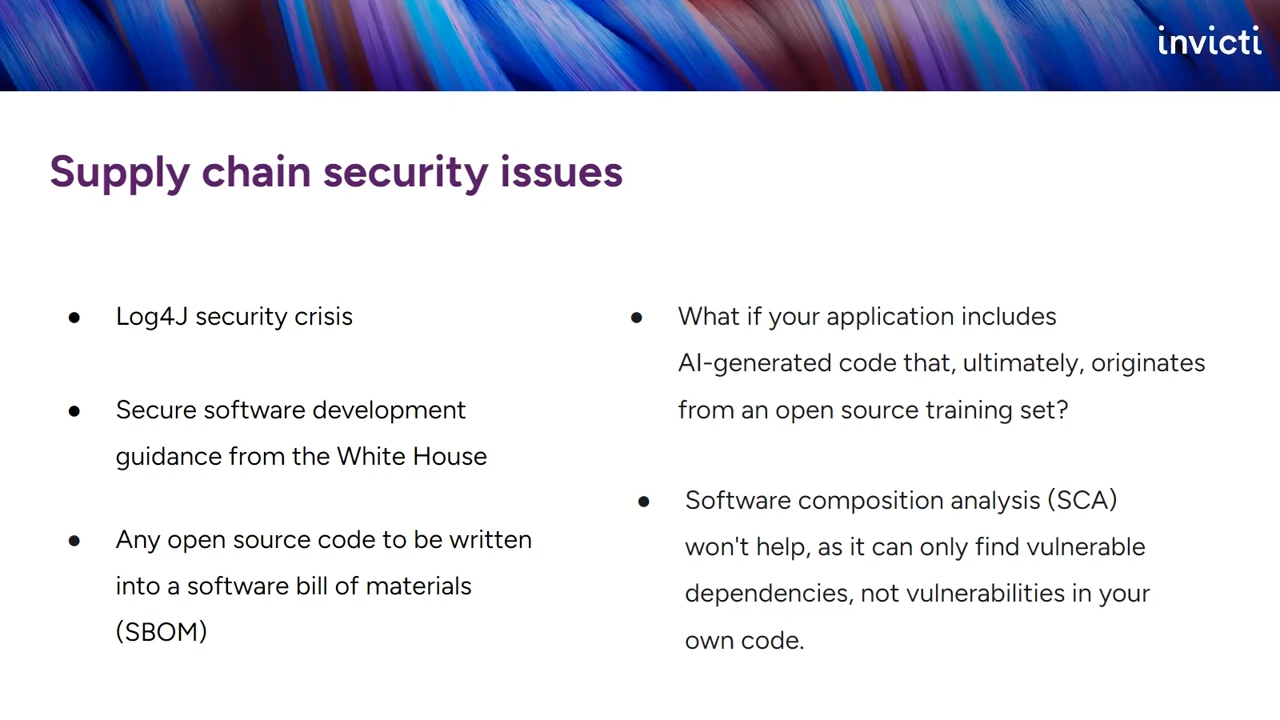 invicti
Supply chain security issues
● Log4J security crisis
● Secure software development
guidance from the White House
● Any open source code to be written
into a software bill of materials
(SBOM)
● What if your application includes
AI-generated code that, ultimately, originates
from an open source training set?
● Software composition analysis (SCA)
won't help, as it can only find vulnerable
dependencies, not vulnerabilities in your
own code.